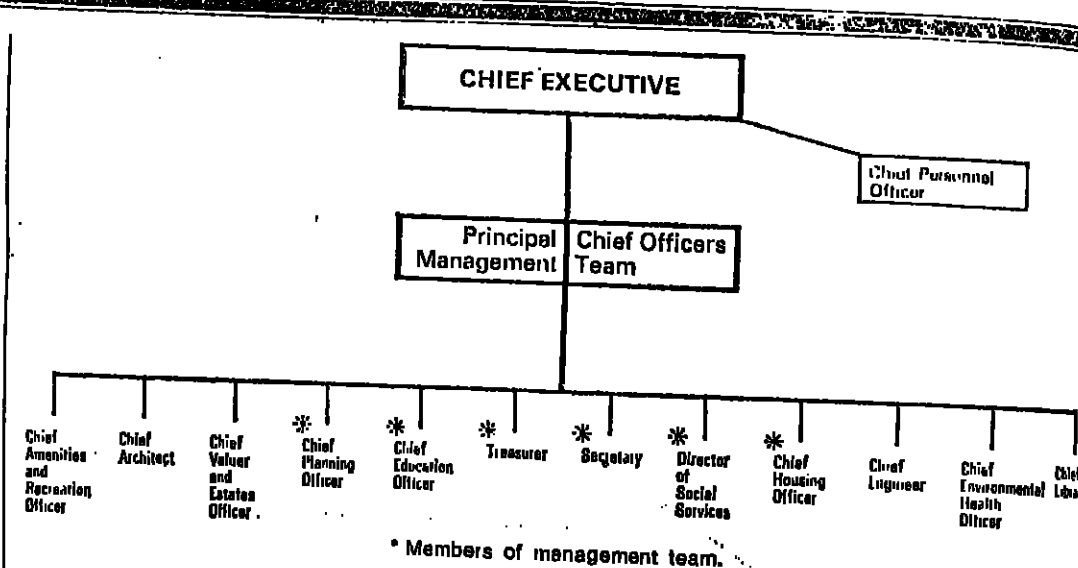 CHIEF EXECUTIVE
Chief Personnel
Officer
Principal
Management
Chief Officers
Team
Chief
Amenities
and
Recreation
Officer
Chief
Architect
Chief
Valuer
and
Estates
Officer
* Chief
Planning
Officer
* Chief
Education
Officer
* Treasurer
* Secretary
* Director
of
Social
Services
* Chief
Housing
Officer
Chief
Engineer
Chief
Environmental
Health
Officer
Chief
* Members of management team.